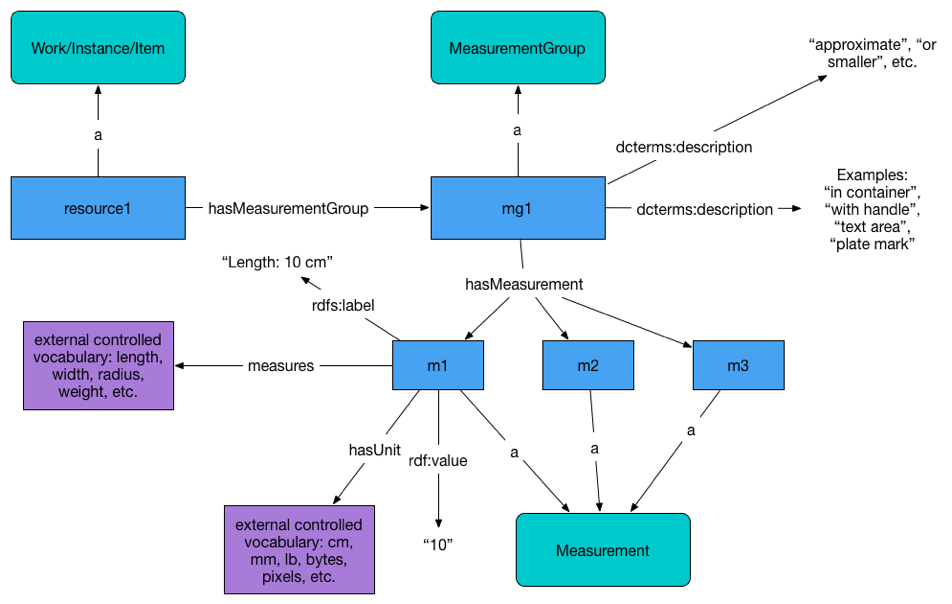 Work/Instance/Item
MeasurementGroup
“approximate”, “or
smaller”, etc.
a
a
dcterms:description
resource1
hasMeasurementGroup
mg1
dcterms:description
Examples:
“in container”,
“with handle”,
“text area”,
“plate mark”
“Length: 10 cm”
hasMeasurement
rdfs:label
external controlled
vocabulary: length,
width, radius,
weight, etc.
measures
m1
m2
m3
hasUnit
rdf:value
a
a
a
external controlled
vocabulary: cm,
mm, lb, bytes,
pixels, etc.
“10”
Measurement